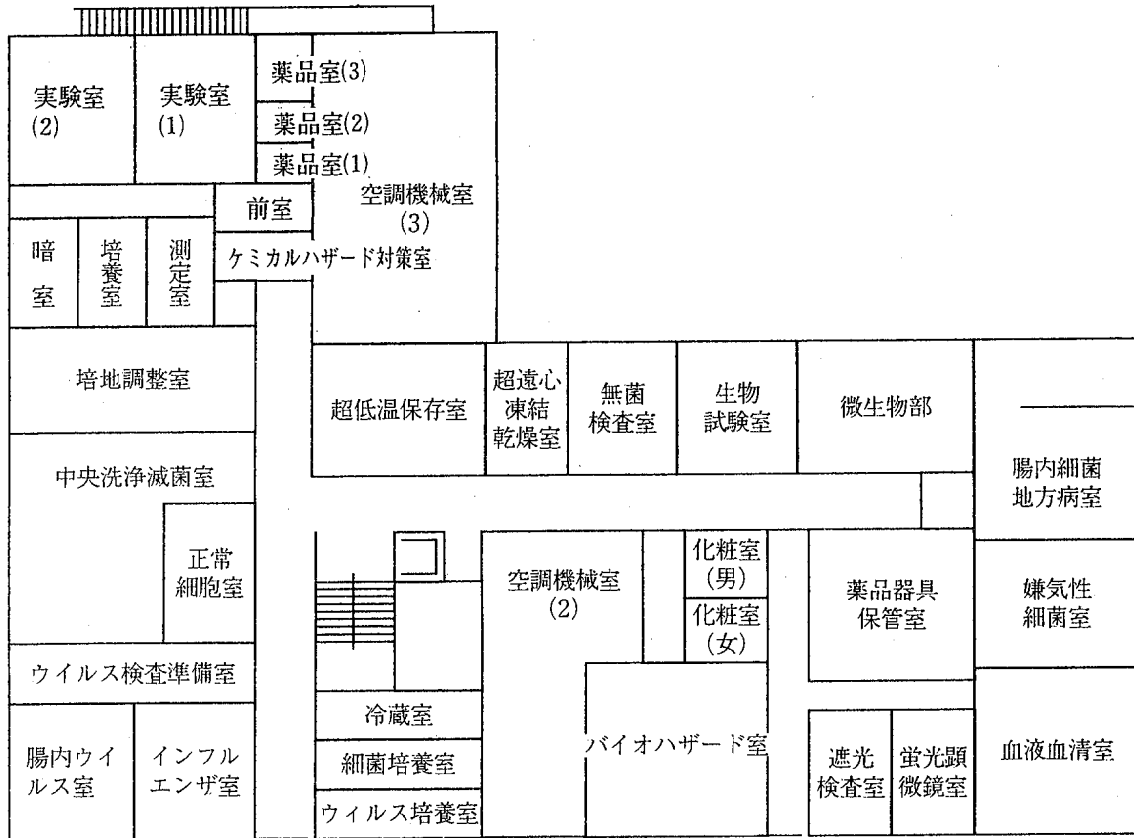 実験室
(2)
実験室
(1)
薬品室(3)
薬品室(2)
薬品室(1)
空調機械室
(3)
前室
ケミカルハザード対策室
暗室
培養室
測定室
培地調整室
超低温保存室
超遠心
凍結
乾燥室
無菌
検査室
生物
試験室
微生物部
腸内細菌
地方病室
中央洗浄滅菌室
正常
細胞室
空調機械室
(2)
化粧室
(男)
化粧室
(女)
薬品器具
保管室
嫌気性
細菌室
ウイルス検査準備室
冷蔵室
細菌培養室
ウィルス培養室
バイオハザード室
腸内ウイ
ルス室
インフル
エンザ室
遮光
検査室
蛍光顕
微鏡室
血液血清室